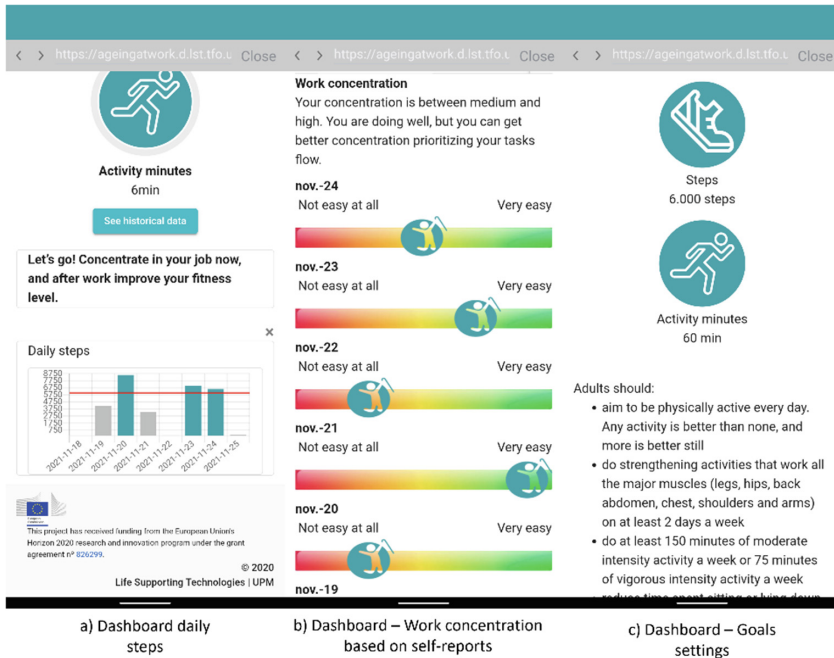 https://ageingatwork.d.lst.tfo.u Close
Activity minutes
6min
See historical data
Let's go! Concentrate in your job now,
and after work improve your fitness
level.
×
Daily steps
8750
7750
6750
5750
4750
3750
2750
1750
750
2021-11-18
2021-11-19
2021-11-20
2021-11-21
2021-11-22
2021-11-23
2021-11-24
2021-11-25
This project has received funding from the European Union's
Horizon 2020 research and innovation program under the grant
agreement nº 826299.
© 2020
Life Supporting Technologies | UPM
a) Dashboard daily
steps
https://ageingatwork.d.lst.tfo.u Close
Work concentration
Your concentration is between medium and
high. You are doing well, but you can get
better concentration prioritizing your tasks
flow.
nov.-24
Not easy at all Very easy
nov.-23
Not easy at all Very easy
nov.-22
Not easy at all Very easy
nov.-21
Not easy at all Very easy
nov.-20
Not easy at all Very easy
nov.-19
b) Dashboard – Work concentration
based on self-reports
https://ageingatwork.d.lst.tfo.u Close
Steps
6.000 steps
Activity minutes
60 min
Adults should:
• aim to be physically active every day.
Any activity is better than none, and
more is better still
• do strengthening activities that work all
the major muscles (legs, hips, back
abdomen, chest, shoulders and arms)
on at least 2 days a week
• do at least 150 minutes of moderate
intensity activity a week or 75 minutes
of vigorous intensity activity a week
• reduce time spent sitting or lying down
c) Dashboard – Goals
settings